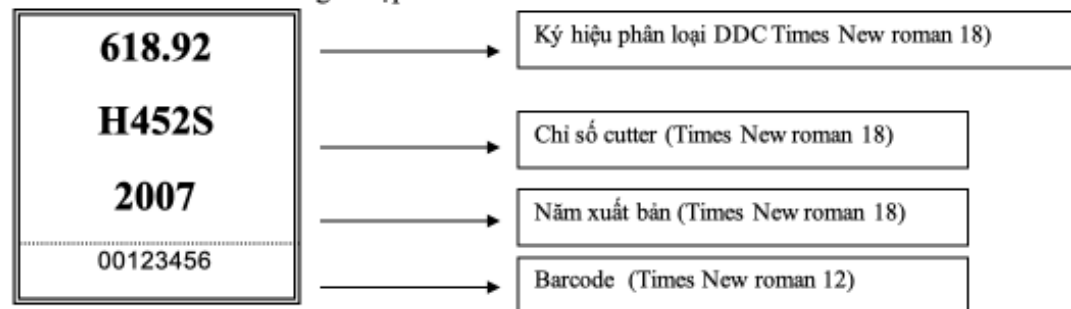 618.92
Ký hiệu phân loại DDC Times New roman 18)
H452S
Chỉ số cutter (Times New roman 18)
2007
Năm xuất bản (Times New roman 18)
00123456
Barcode (Times New roman 12)